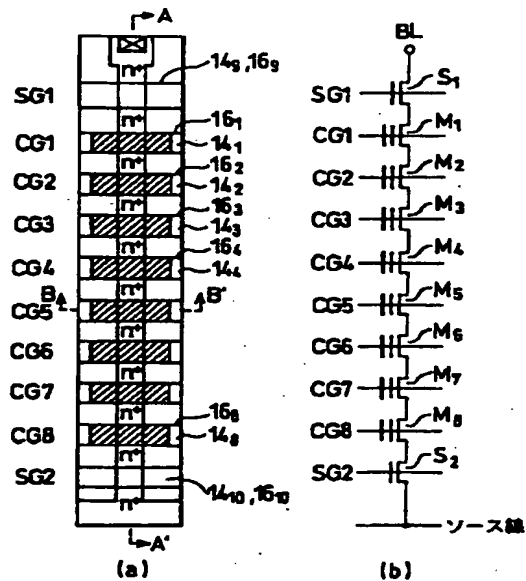 A
14₉,16₉
n⁺
SG1
n⁺
16₁
CG1
14₁
n⁺
16₂
CG2
14₂
n⁺
16₃
CG3
14₃
n⁺
16₄
CG4
14₄
n⁺
B
B'
CG5
n⁺
CG6
n⁺
CG7
n⁺
16₈
CG8
14₈
n⁺
SG2
14₁₀,16₁₀
n⁺
A'
(a)
BL
S₁
SG1
CG1
M₁
CG2
M₂
CG3
M₃
CG4
M₄
CG5
M₅
CG6
M₆
CG7
M₇
CG8
M₈
SG2
S₂
ソース線
(b)